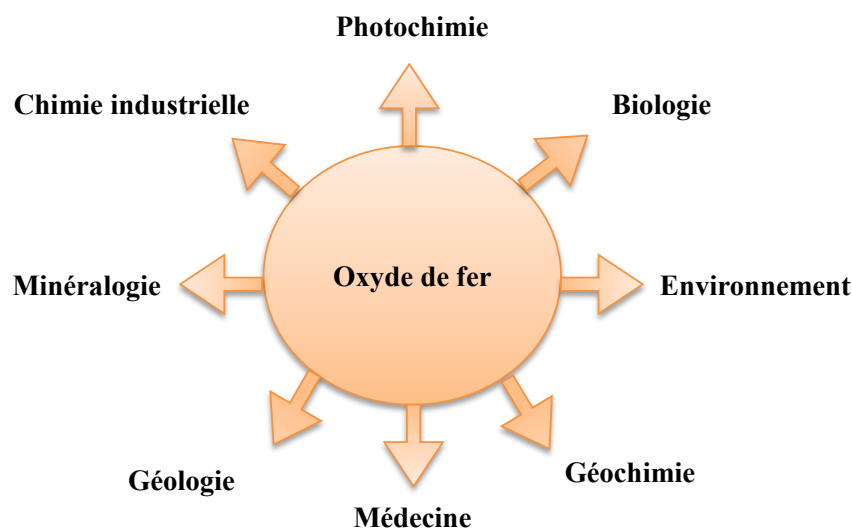 Photochimie
Chimie industrielle
Biologie
Minéralogie
Oxyde de fer
Environnement
Géologie
Géochimie
Médecine